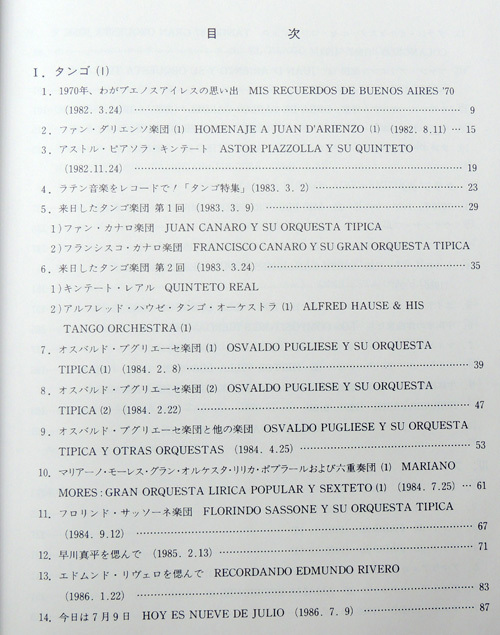 目 次
I．タンゴ (1)
1．1970年、わがブエノスアイレスの思い出 MIS RECUERDOS DE BUENOS AIRES '70
(1982. 3.24) …… 9
2．ファン・ダリエンソ楽団 (1) HOMENAJE A JUAN D'ARIENZO (1) (1982. 8.11) … 15
3．アストル・ピアソラ・キンテート ASTOR PIAZZOLLA Y SU QUINTETO
(1982.11.24) …… 19
4．ラテン音楽をレコードで！「タンゴ特集」(1983. 3. 2) …… 23
5．来日したタンゴ楽団 第1回 (1983. 3. 9) …… 29
1)ファン・カナロ楽団 JUAN CANARO Y SU ORQUESTA TIPICA
2)フランシスコ・カナロ楽団 FRANCISCO CANARO Y SU GRAN ORQUESTA TIPICA
6．来日したタンゴ楽団 第2回 (1983. 3.24) …… 35
1)キンテート・レアル QUINTETO REAL
2)アルフレッド・ハウゼ・タンゴ・オーケストラ (1) ALFRED HAUSE & HIS
TANGO ORCHESTRA (1)
7．オスバルド・プグリエーセ楽団 (1) OSVALDO PUGLIESE Y SU ORQUESTA
TIPICA (1) (1984. 2. 8) …… 39
8．オスバルド・プグリエーセ楽団 (2) OSVALDO PUGLIESE Y SU ORQUESTA
TIPICA (2) (1984. 2.22) …… 47
9．オスバルド・プグリエーセ楽団と他の楽団 OSVALDO PUGLIESE Y SU ORQUESTA
TIPICA Y OTRAS ORQUESTAS (1984. 4.25) …… 53
10．マリアーノ・モーレス・グラン・オルケスタ・リリカ・ポプラールおよび六重奏団 (1) MARIANO
MORES : GRAN ORQUESTA LIRICA POPULAR Y SEXTETO (1) (1984. 7.25) … 61
11．フロリンド・サッソーネ楽団 FLORINDO SASSONE Y SU ORQUESTA TIPICA
(1984. 9.12) …… 67
12．早川真平を偲んで (1985. 2.13) …… 71
13．エドムンド・リヴェロを偲んで RECORDANDO EDMUNDO RIVERO
(1986. 1.22) …… 83
14．今日は7月9日 HOY ES NUEVE DE JULIO (1986. 7. 9) …… 87